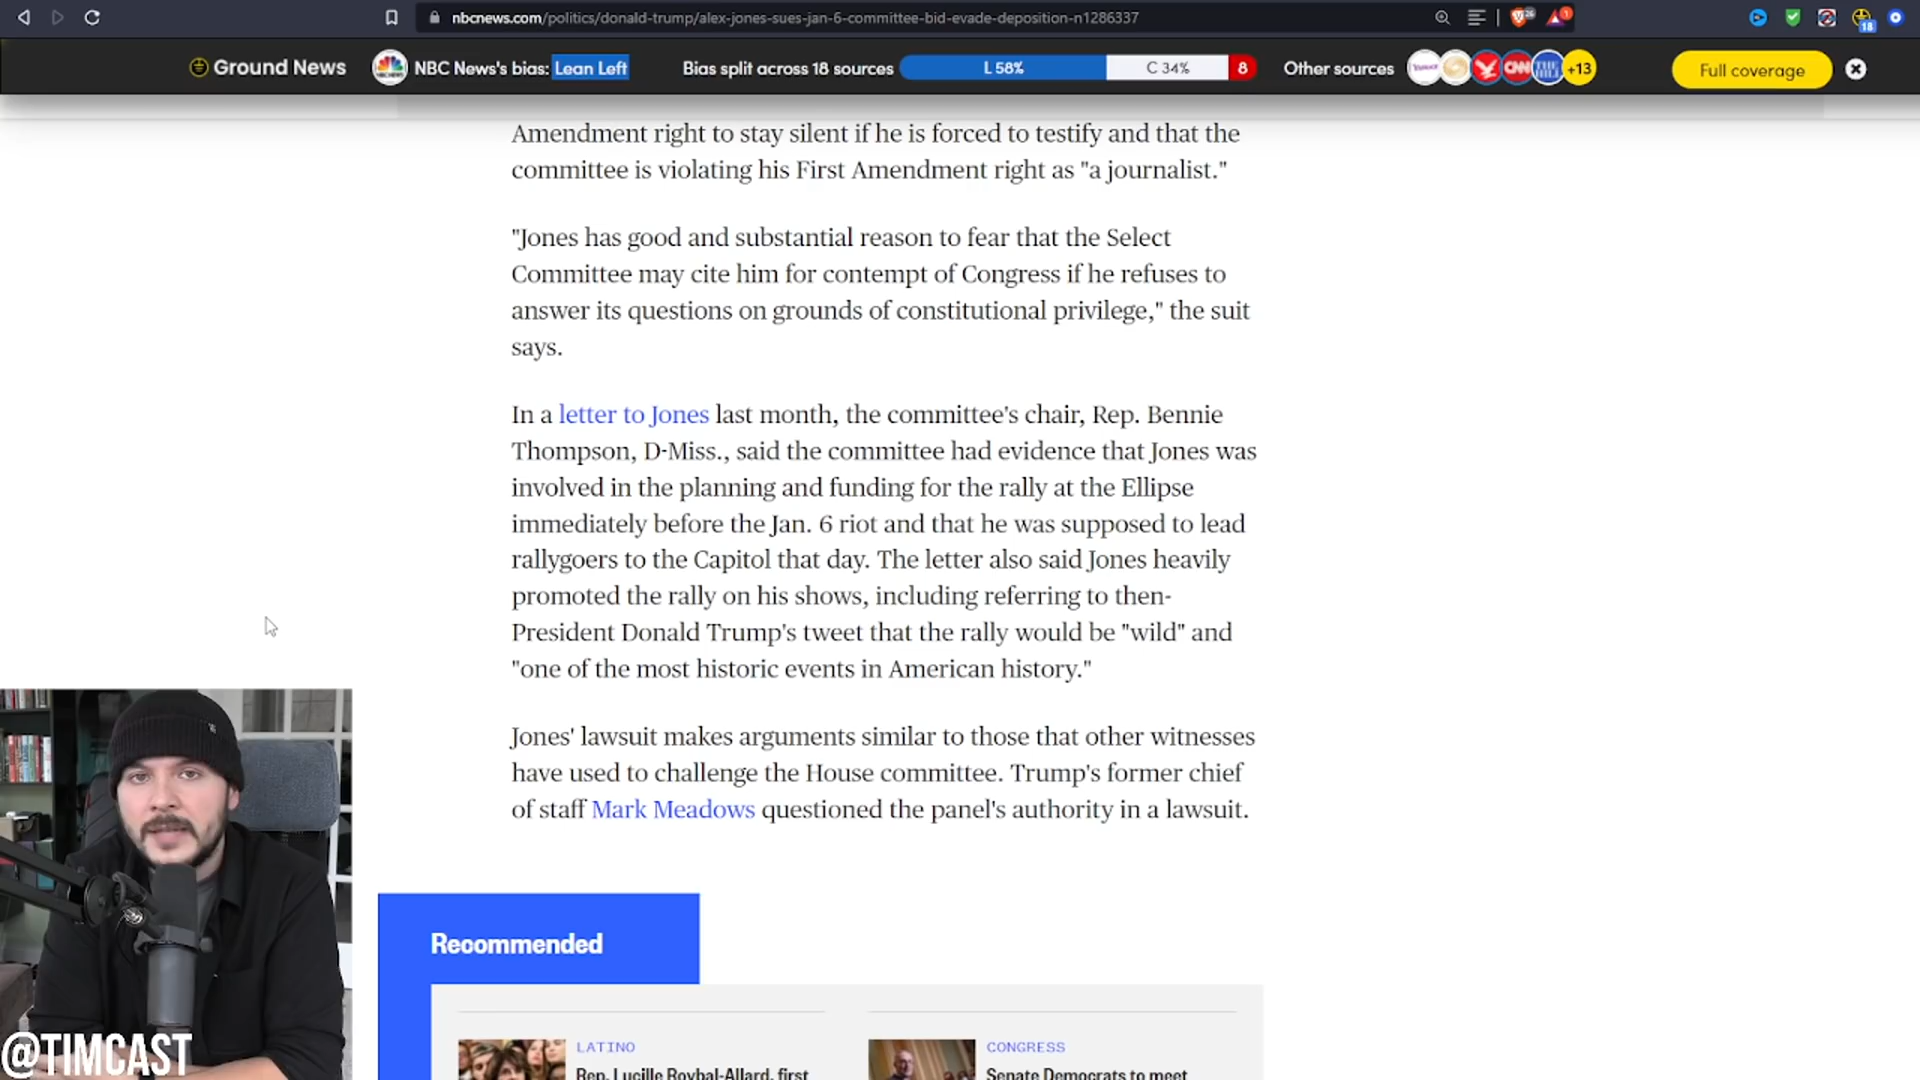 nbcnews.com/politics/donald-trump/alex-jones-sues-jan-6-committee-bid-evade-deposition-n1286337
18
Ground News
NBC News's bias: Lean Left
Bias split across 18 sources
L 58%
C 34%
8
Other sources
CNN
+13
Full coverage
Amendment right to stay silent if he is forced to testify and that the
committee is violating his First Amendment right as "a journalist."
"Jones has good and substantial reason to fear that the Select
Committee may cite him for contempt of Congress if he refuses to
answer its questions on grounds of constitutional privilege," the suit
says.
In a letter to Jones last month, the committee's chair, Rep. Bennie
Thompson, D-Miss., said the committee had evidence that Jones was
involved in the planning and funding for the rally at the Ellipse
immediately before the Jan. 6 riot and that he was supposed to lead
rallygoers to the Capitol that day. The letter also said Jones heavily
promoted the rally on his shows, including referring to then-
President Donald Trump's tweet that the rally would be "wild" and
"one of the most historic events in American history."
Jones' lawsuit makes arguments similar to those that other witnesses
have used to challenge the House committee. Trump's former chief
of staff Mark Meadows questioned the panel's authority in a lawsuit.
Recommended
LATINO
Rep. Lucille Roybal-Allard, first
CONGRESS
Senate Democrats to meet
@TIMCAST